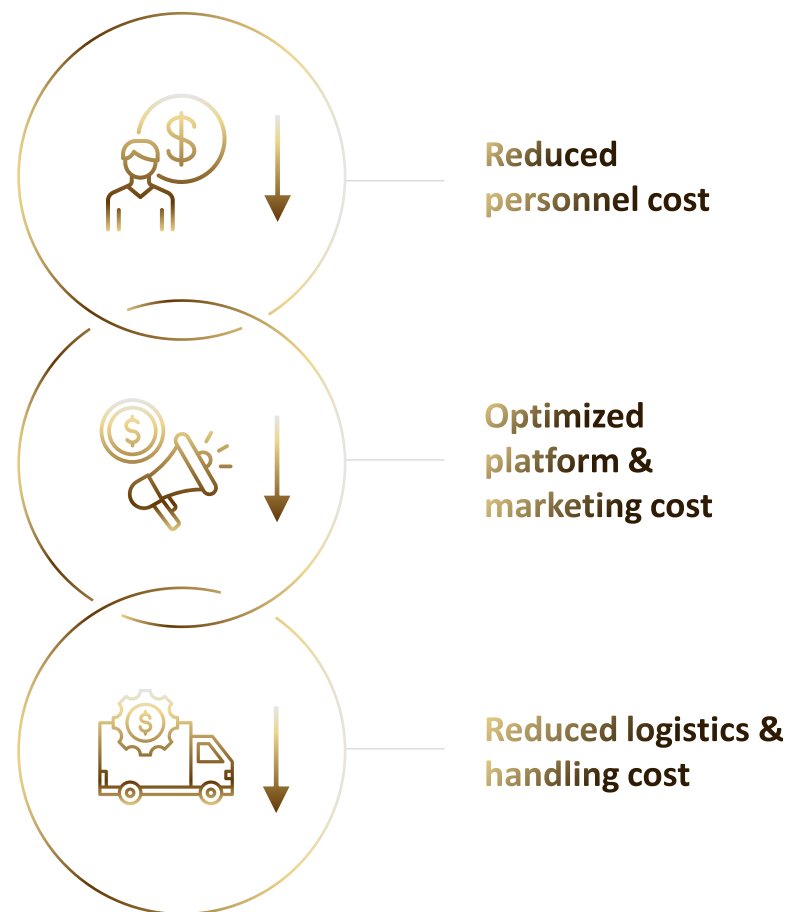 $
Reduced
personnel cost
$
Optimized
platform &
marketing cost
$
Reduced logistics &
handling cost